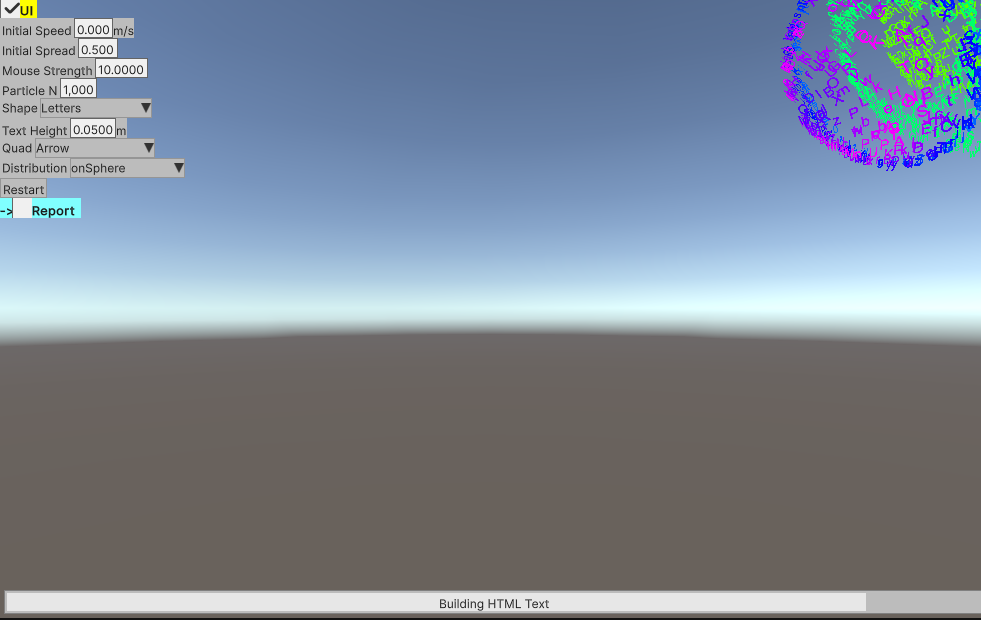 UI
Initial Speed 0.000 m/s
Initial Spread 0.500
Mouse Strength 10.0000
Particle N 1,000
Shape Letters
Text Height 0.0500 m
Quad Arrow
Distribution onSphere
Restart
-> Report
Building HTML Text